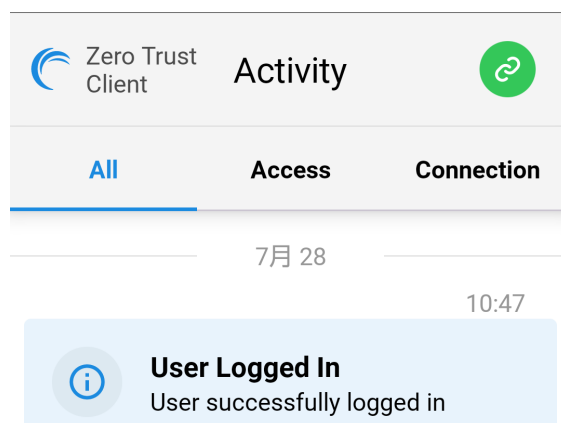 Zero Trust
Client
Activity
All Access Connection
7月 28
10:47
User Logged In
User successfully logged in